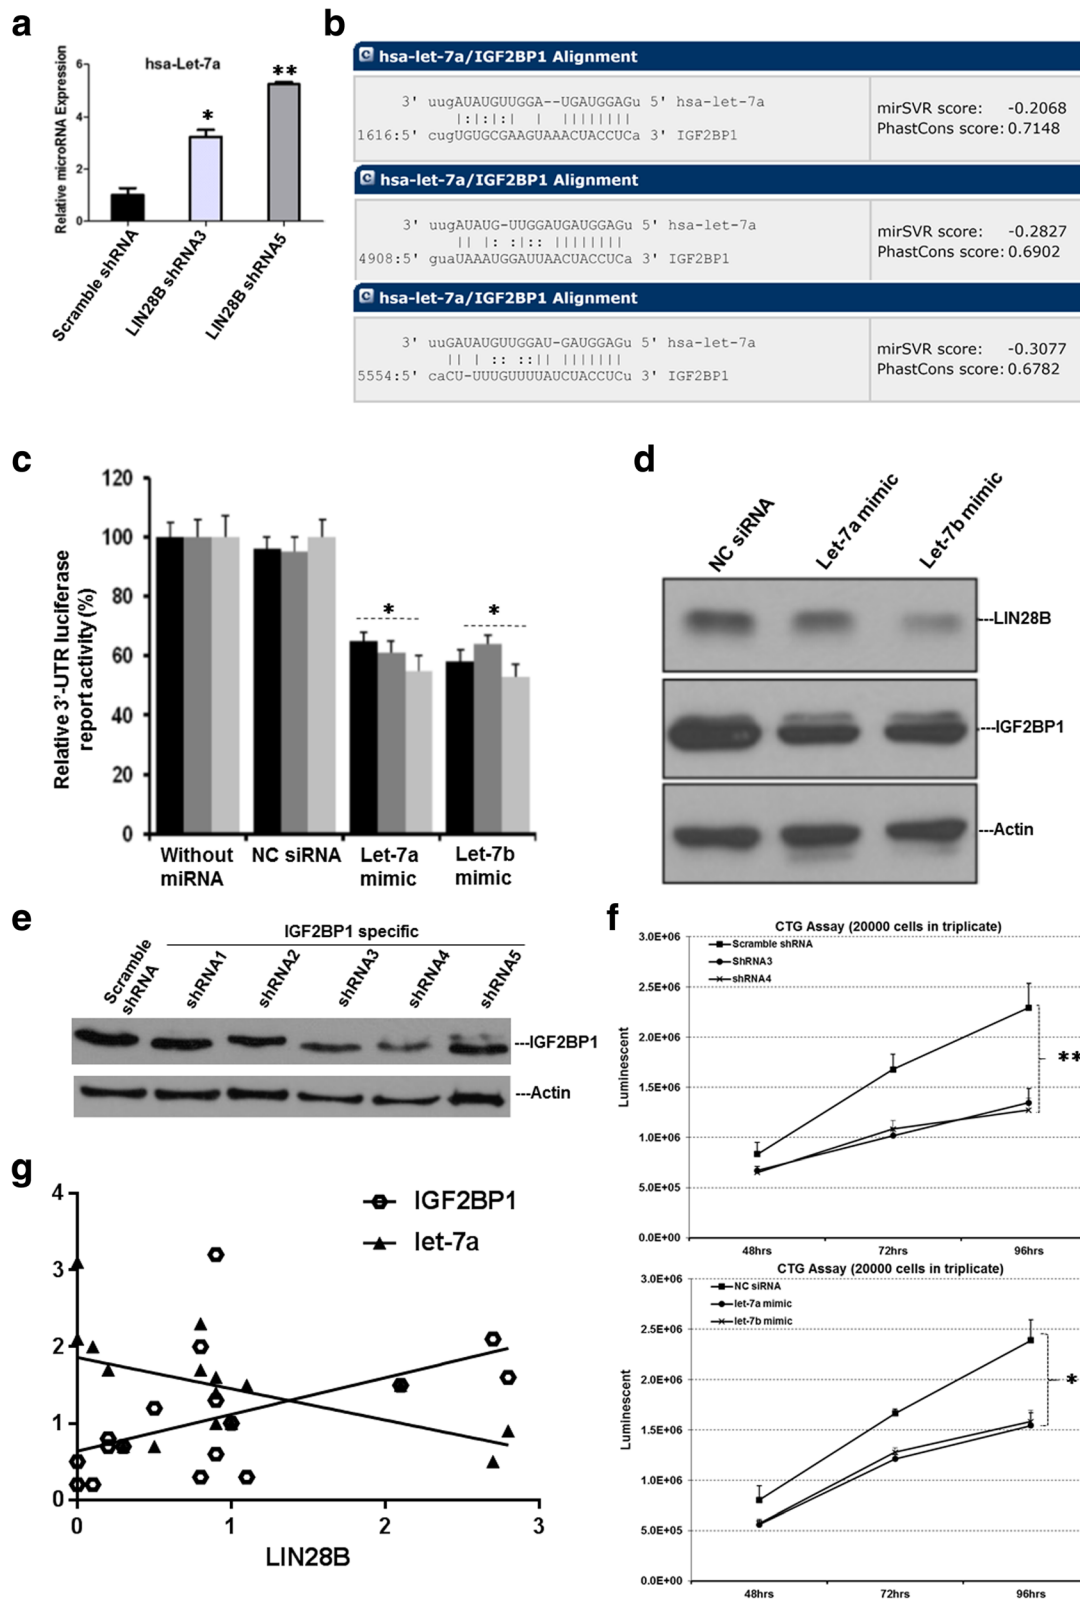 a
hsa-Let-7a
Relative microRNA Expression
6
4
2
0
*
**
Scramble shRNA
LIN28B shRNA3
LIN28B shRNA5
b
hsa-let-7a/IGF2BP1 Alignment
3' uugAUAUGUUGGA--UGAUGGAGu 5' hsa-let-7a
|:|:|:| | ||||||||
1616:5' cugUGUGCGAAGUAAACUACCUCa 3' IGF2BP1
mirSVR score: -0.2068
PhastCons score: 0.7148
hsa-let-7a/IGF2BP1 Alignment
3' uugAUAUG-UUGGAUGAUGGAGu 5' hsa-let-7a
|| |: :|:: ||||||||
4908:5' guaUAAAUGGAUUAACUACCUCa 3' IGF2BP1
mirSVR score: -0.2827
PhastCons score: 0.6902
hsa-let-7a/IGF2BP1 Alignment
3' uuGAUAUGUUGGAU-GAUGGAGu 5' hsa-let-7a
|| | :: ::|| |||||||
5554:5' caCU-UUUGUUUUAUCUACCUCu 3' IGF2BP1
mirSVR score: -0.3077
PhastCons score: 0.6782
c
Relative 3'-UTR luciferase
report activity (%)
120
100
80
60
40
20
0
*
*
Without
miRNA
NC siRNA
Let-7a
mimic
Let-7b
mimic
d
NC siRNA
Let-7a mimic
Let-7b mimic
---LIN28B
---IGF2BP1
---Actin
e
Scramble
shRNA
IGF2BP1 specific
shRNA1
shRNA2
shRNA3
shRNA4
shRNA5
---IGF2BP1
---Actin
f
CTG Assay (20000 cells in triplicate)
Scramble shRNA
ShRNA3
shRNA4
Luminescent
3.0E+06
2.5E+06
2.0E+06
1.5E+06
1.0E+06
5.0E+05
0.0E+00
48hrs
72hrs
96hrs
**
CTG Assay (20000 cells in triplicate)
NC siRNA
let-7a mimic
let-7b mimic
Luminescent
3.0E+06
2.5E+06
2.0E+06
1.5E+06
1.0E+06
5.0E+05
0.0E+00
48hrs
72hrs
96hrs
*
g
IGF2BP1
let-7a
4
3
2
1
0
0
1
2
3
LIN28B